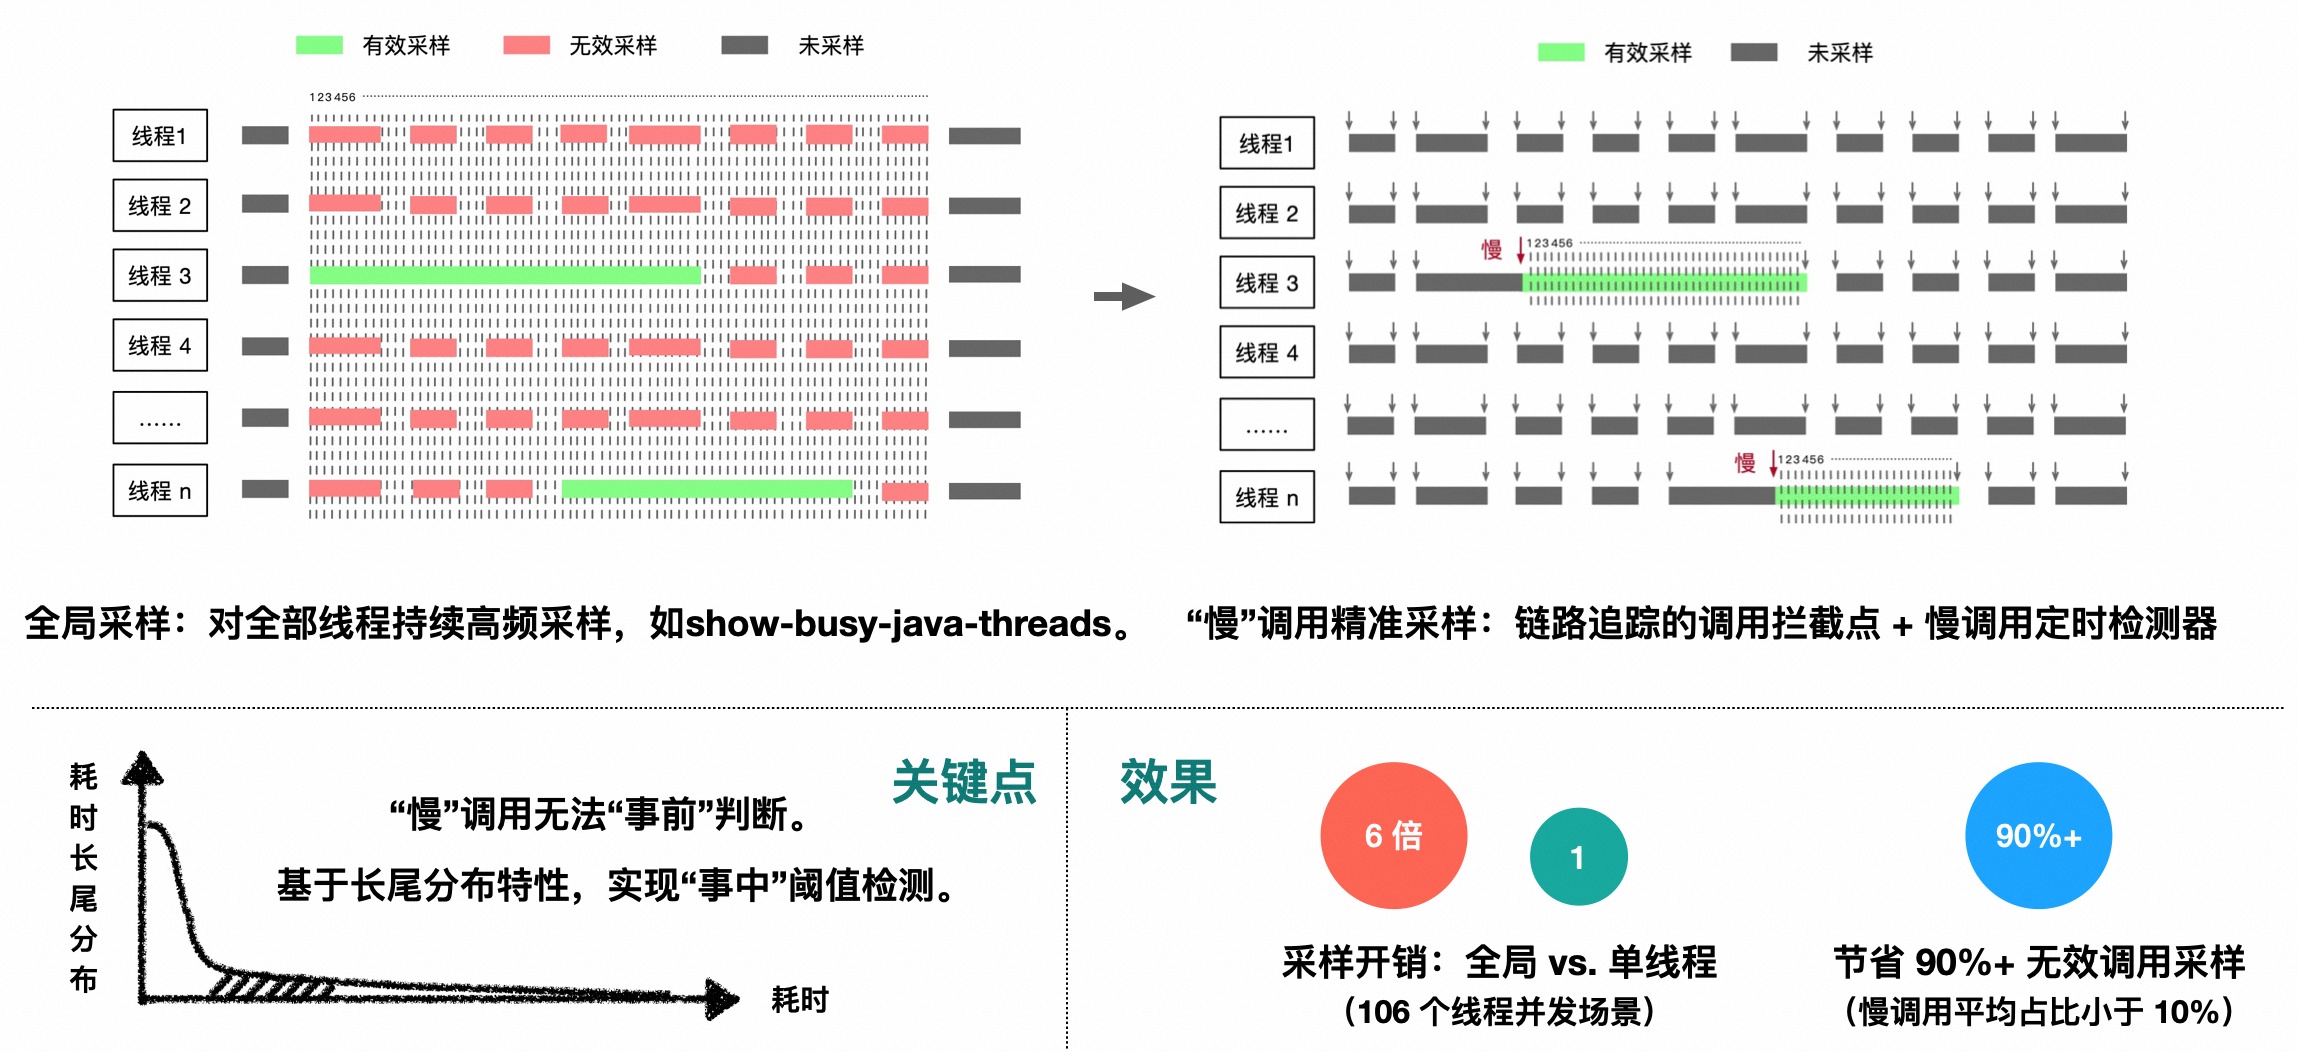 有效采样 无效采样 未采样
123456
线程1
线程 2
线程 3
线程 4
……
线程 n
有效采样 未采样
线程1
线程 2
慢 123456
线程 3
线程 4
……
慢 123456
线程 n
全局采样：对全部线程持续高频采样，如show-busy-java-threads。
“慢”调用精准采样：链路追踪的调用拦截点 + 慢调用定时检测器
关键点
耗时长尾分布
“慢”调用无法“事前”判断。
基于长尾分布特性，实现“事中”阈值检测。
耗时
效果
6 倍
1
90%+
采样开销：全局 vs. 单线程
（106 个线程并发场景）
节省 90%+ 无效调用采样
（慢调用平均占比小于 10%）